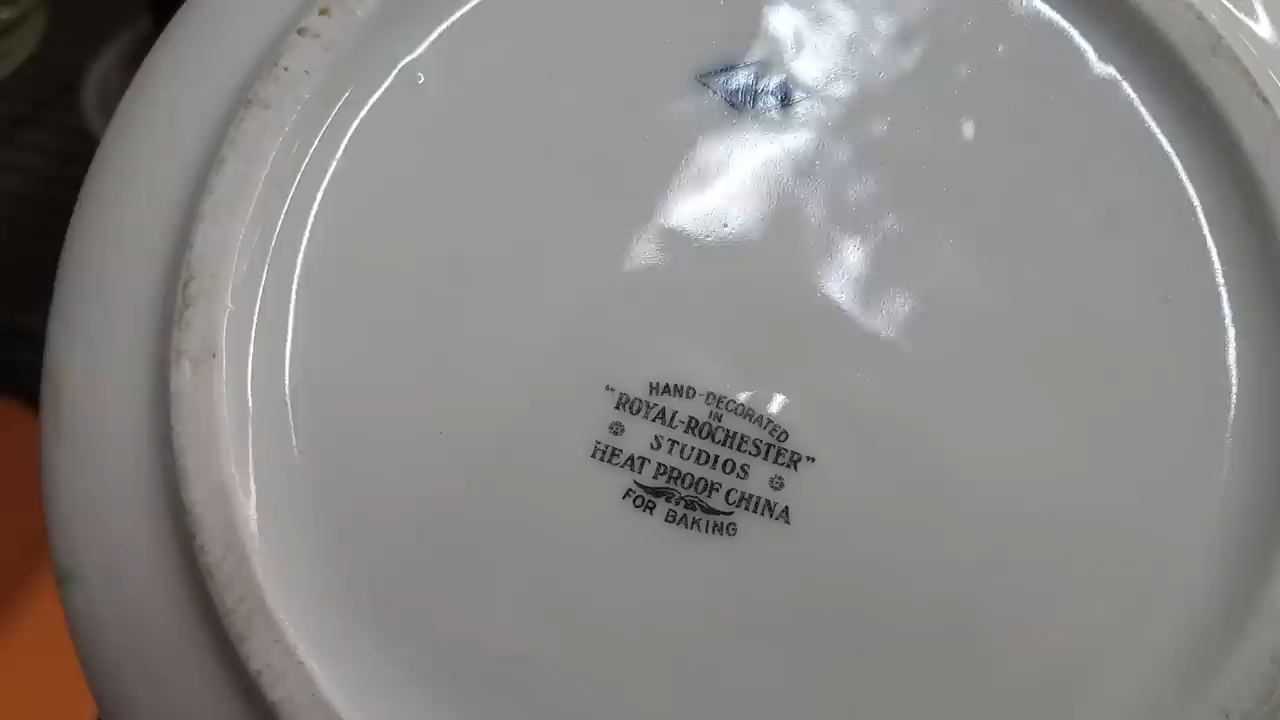 HAND-DECORATED
IN
"ROYAL-ROCHESTER"
STUDIOS
HEAT PROOF CHINA
FOR BAKING